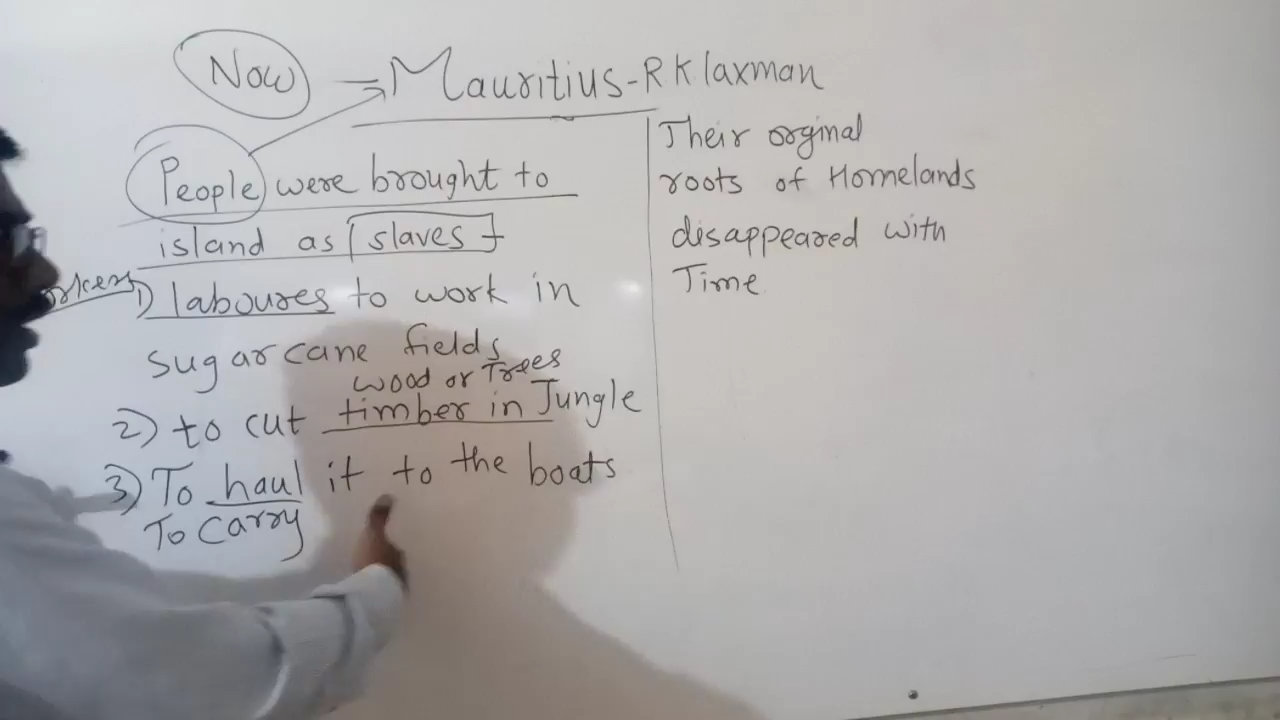 Now → Mauritius-R K laxman
People were brought to
island as slaves
1) laboures to work in
sugarcane fields
wood or Trees
2) to cut timber in Jungle
3) To haul it to the boats
To carry
Their orginal
roots of Homelands
disappeared with
Time